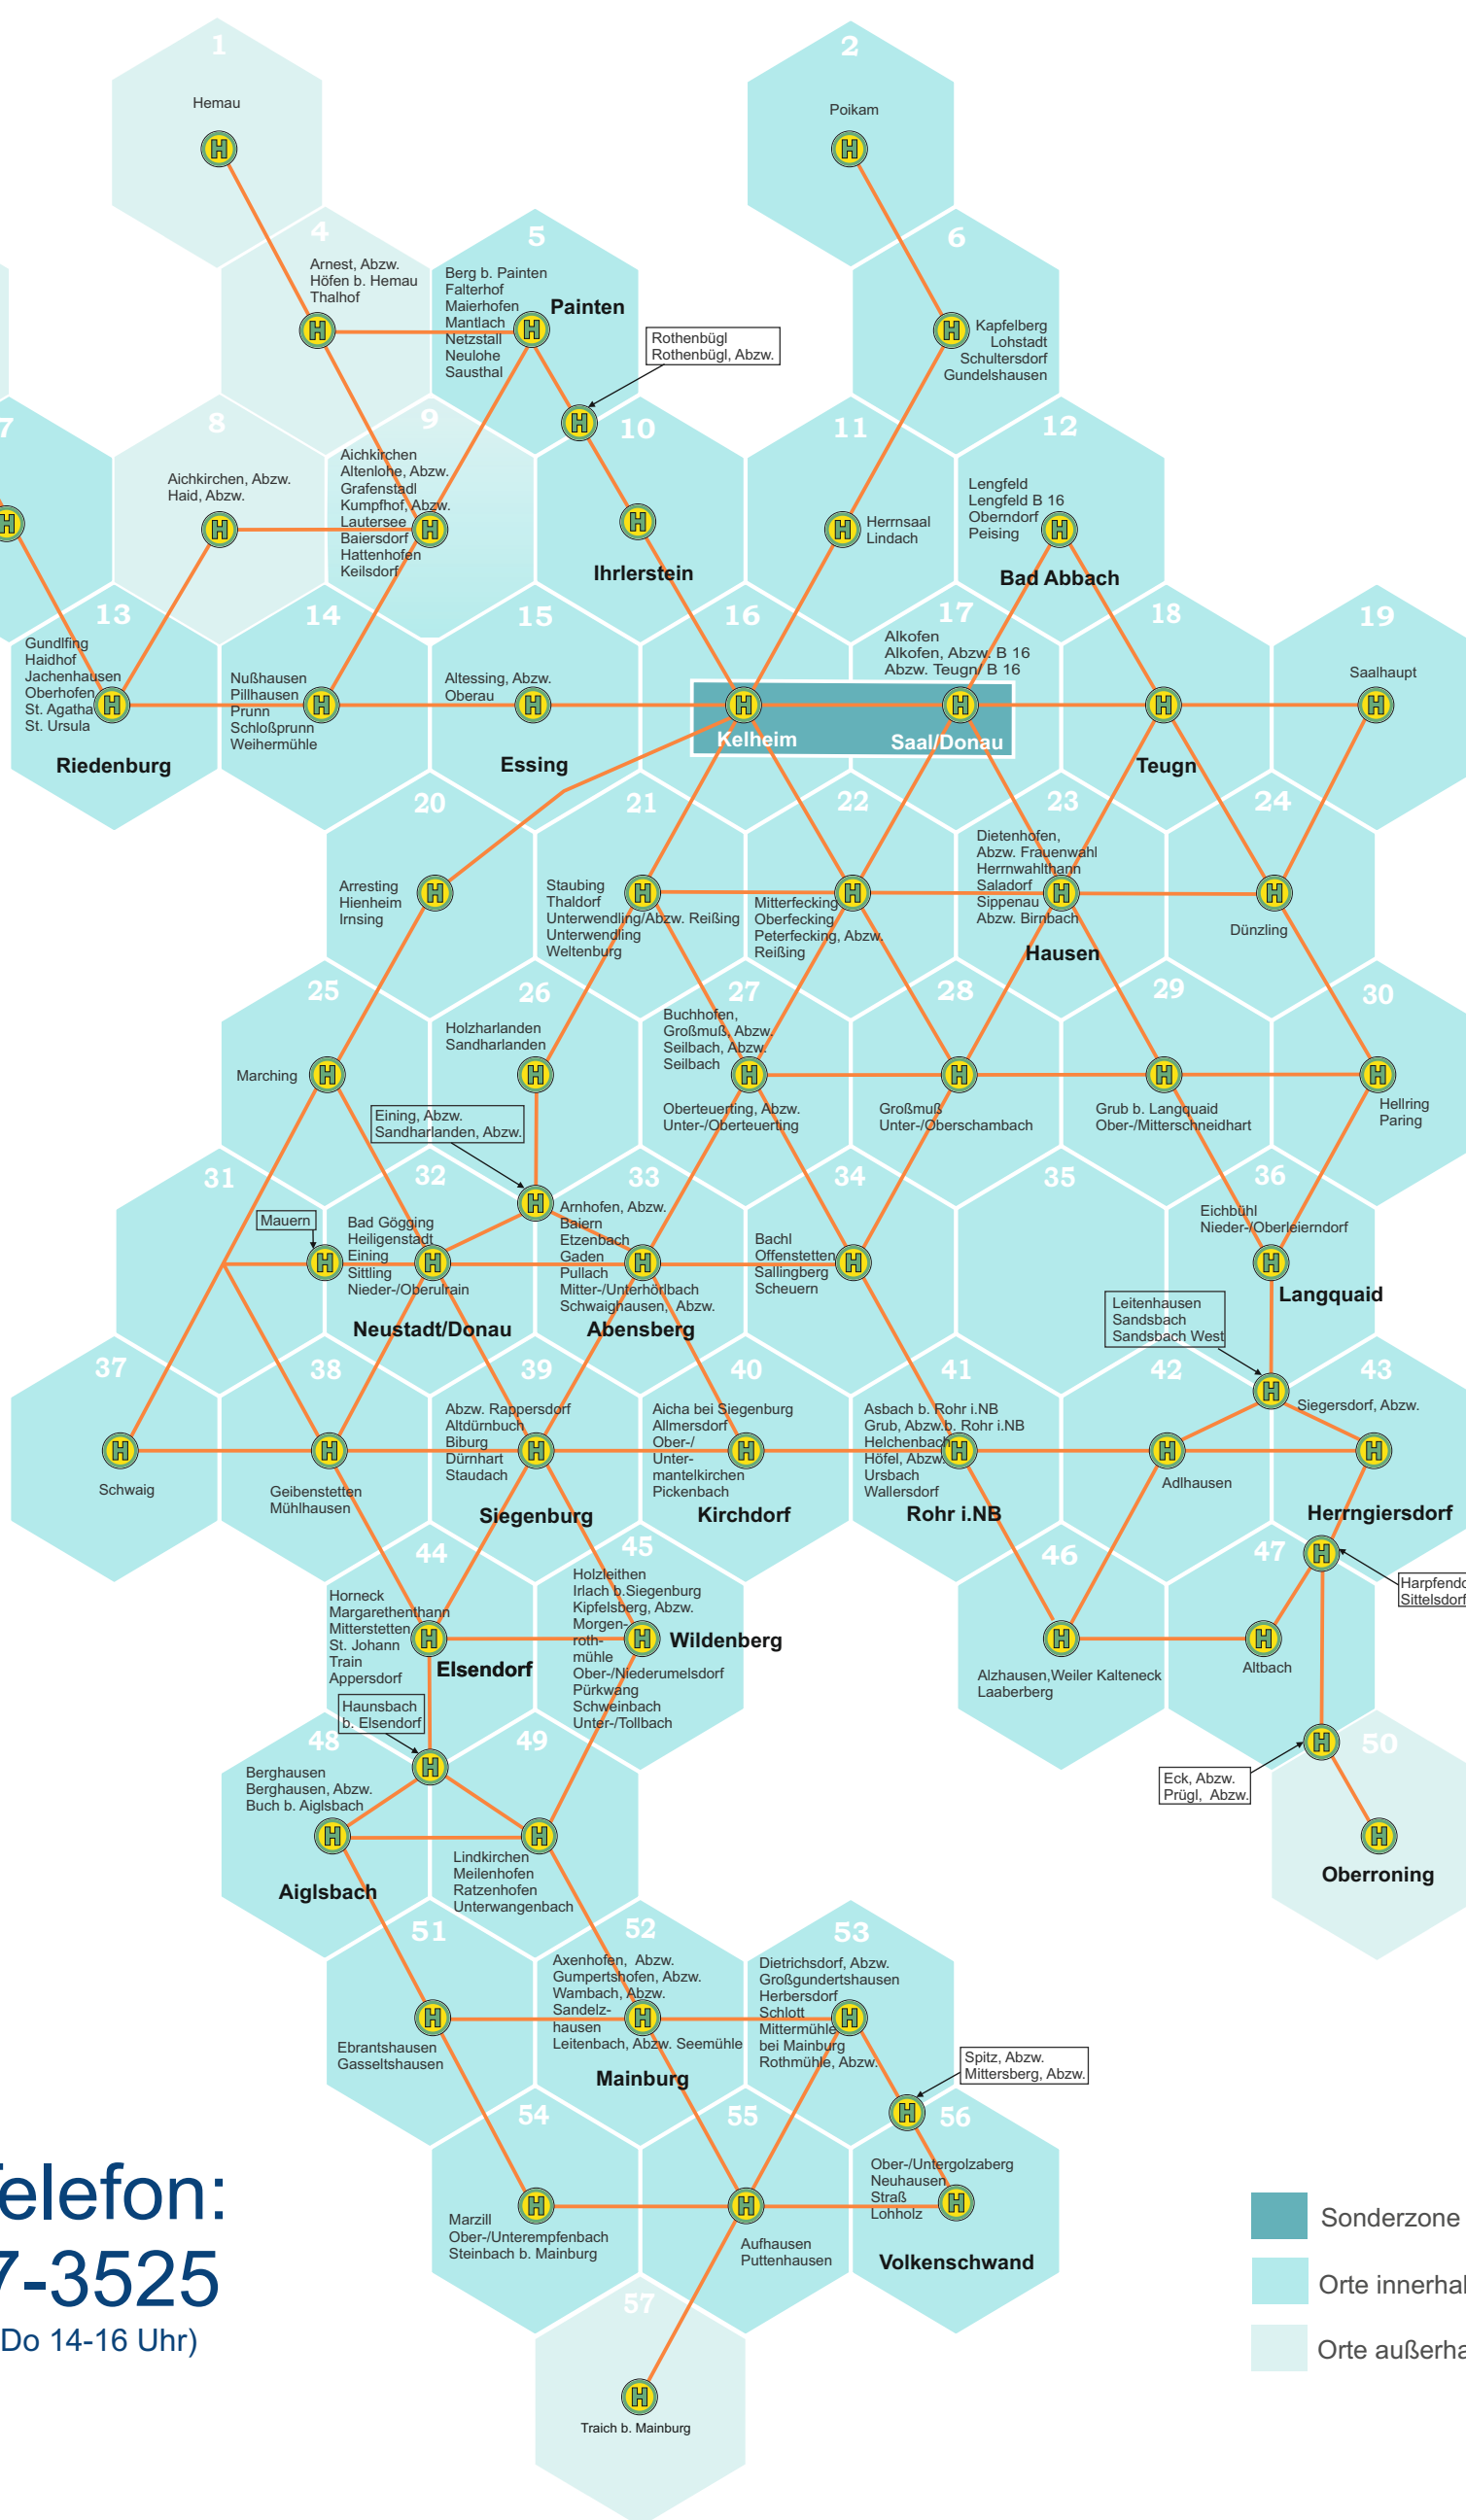 1
Hemau
2
Poikam
4
Arnest, Abzw.
Höfen b. Hemau
Thalhof
5
Berg b. Painten
Falterhof
Maierhofen
Mantlach
Netzstall
Neulohe
Sausthal
Painten
Rothenbügl
Rothenbügl, Abzw.
6
Kapfelberg
Lohstadt
Schultersdorf
Gundelshausen
7
8
Aichkirchen, Abzw.
Haid, Abzw.
9
Aichkirchen
Altenlohe, Abzw.
Grafenstadl
Kumpfhof, Abzw.
Lautersee
Baiersdorf
Hattenhofen
Keilsdorf
10
Ihrlerstein
11
Herrnsaal
Lindach
12
Lengfeld
Lengfeld B 16
Oberndorf
Peising
Bad Abbach
13
Gundlfing
Haidhof
Jachenhausen
Oberhofen
St. Agatha
St. Ursula
Riedenburg
14
Nußhausen
Pillhausen
Prunn
Schloßprunn
Weihermühle
15
Altessing, Abzw.
Oberau
Essing
16
Kelheim
17
Alkofen
Alkofen, Abzw. B 16
Abzw. Teugn/ B 16
Saal/Donau
18
Teugn
19
Saalhaupt
20
Arresting
Hienheim
Irnsing
21
Staubing
Thaldorf
Unterwendling/Abzw. Reißing
Unterwendling
Weltenburg
22
Mitterfecking
Oberfecking
Peterfecking, Abzw.
Reißing
23
Dietenhofen,
Abzw. Frauenwahl
Herrnwahlthann
Saladorf
Sippenau
Abzw. Birnbach
Hausen
24
Dünzling
25
Marching
26
Holzharlanden
Sandharlanden
Eining, Abzw.
Sandharlanden, Abzw.
27
Buchhofen,
Großmuß, Abzw.
Seilbach, Abzw.
Seilbach
Oberteuerting, Abzw.
Unter-/Oberteuerting
28
Großmuß
Unter-/Oberschambach
29
Grub b. Langquaid
Ober-/Mitterschneidhart
30
Hellring
Paring
31
Mauern
32
Bad Gögging
Heiligenstadt
Eining
Sittling
Nieder-/Oberulrain
Neustadt/Donau
33
Arnhofen, Abzw.
Baiern
Etzenbach
Gaden
Pullach
Mitter-/Unterhörlbach
Schwaighausen, Abzw.
Abensberg
34
Bachl
Offenstetten
Sallingberg
Scheuern
35
36
Eichbühl
Nieder-/Oberleierndorf
Langquaid
Leitenhausen
Sandsbach
Sandsbach West
37
Schwaig
38
Geibenstetten
Mühlhausen
39
Abzw. Rappersdorf
Altdürnbuch
Biburg
Dürnhart
Staudach
Siegenburg
40
Aicha bei Siegenburg
Allmersdorf
Ober-/
Unter-
mantelkirchen
Pickenbach
Kirchdorf
41
Asbach b. Rohr i.NB
Grub, Abzw.b. Rohr i.NB
Helchenbach
Höfel, Abzw.
Ursbach
Wallersdorf
Rohr i.NB
42
Adlhausen
43
Siegersdorf, Abzw.
Herrngiersdorf
44
Horneck
Margarethenthann
Mitterstetten
St. Johann
Train
Appersdorf
Elsendorf
Haunsbach
b. Elsendorf
45
Holzleithen
Irlach b.Siegenburg
Kipfelsberg, Abzw.
Morgen-
roth-
mühle
Ober-/Niederumelsdorf
Pürkwang
Schweinbach
Unter-/Tollbach
Wildenberg
46
Alzhausen,Weiler Kalteneck
Laaberberg
47
Altbach
Sittelsdorf
48
Berghausen
Berghausen, Abzw.
Buch b. Aiglsbach
Aiglsbach
49
Lindkirchen
Meilenhofen
Ratzenhofen
Unterwangenbach
50
Eck, Abzw.
Prügl, Abzw.
Oberroning
51
Ebrantshausen
Gasseltshausen
52
Axenhofen, Abzw.
Gumpertshofen, Abzw.
Wambach, Abzw.
Sandelz-
hausen
Leitenbach, Abzw. Seemühle
Mainburg
53
Dietrichsdorf, Abzw.
Großgundertshausen
Herbersdorf
Schlott
Mittermühle
bei Mainburg
Rothmühle, Abzw.
Spitz, Abzw.
Mittersberg, Abzw.
54
Marzill
Ober-/Unterempfenbach
Steinbach b. Mainburg
55
Aufhausen
Puttenhausen
56
Ober-/Untergolzaberg
Neuhausen
Straß
Lohholz
Volkenschwand
57
Traich b. Mainburg
elefon:
7-3525
Do 14-16 Uhr)
Sonderzone
Orte
Orte